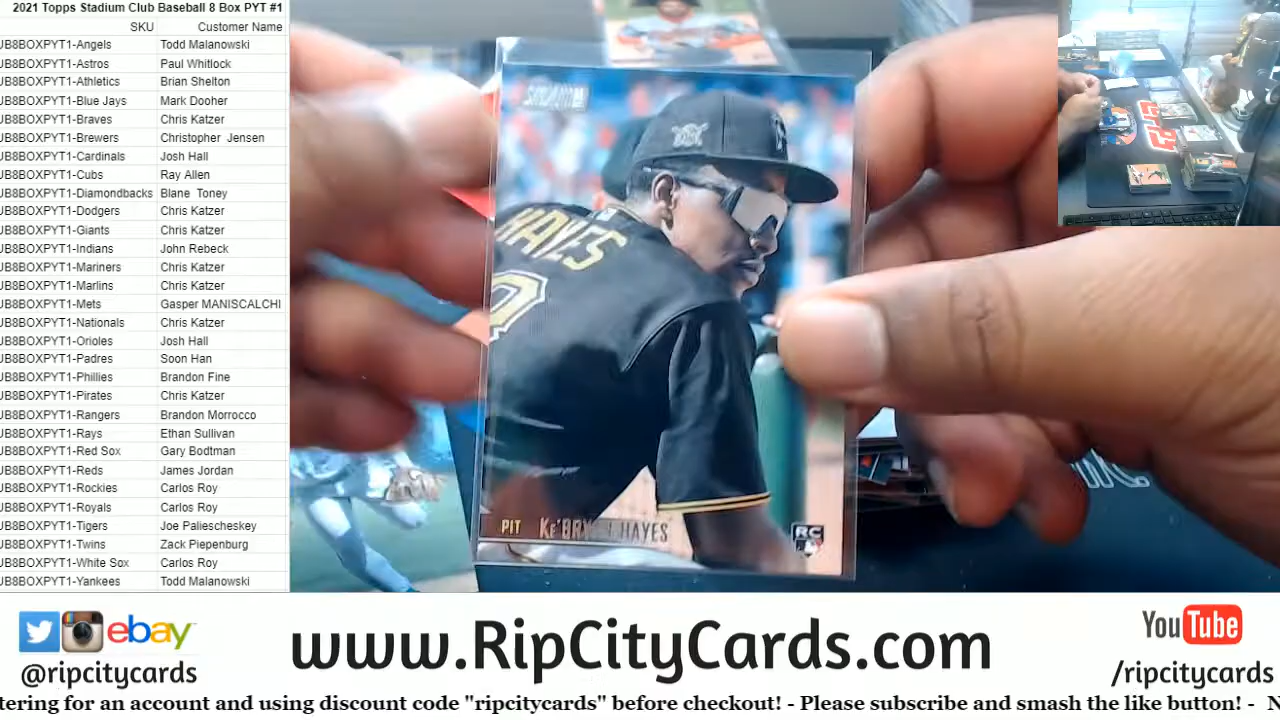 2021 Topps Stadium Club Baseball 8 Box PYT #1
SKU Customer Name
JB8BOXPYT1-Angels Todd Malanowski
JB8BOXPYT1-Astros Paul Whitlock
JB8BOXPYT1-Athletics Brian Shelton
JB8BOXPYT1-Blue Jays Mark Dooher
JB8BOXPYT1-Braves Chris Katzer
JB8BOXPYT1-Brewers Christopher Jensen
JB8BOXPYT1-Cardinals Josh Hall
JB8BOXPYT1-Cubs Ray Allen
JB8BOXPYT1-Diamondbacks Blane Toney
JB8BOXPYT1-Dodgers Chris Katzer
JB8BOXPYT1-Giants Chris Katzer
JB8BOXPYT1-Indians John Rebeck
JB8BOXPYT1-Mariners Chris Katzer
JB8BOXPYT1-Marlins Chris Katzer
JB8BOXPYT1-Mets Gasper MANISCALCHI
JB8BOXPYT1-Nationals Chris Katzer
JB8BOXPYT1-Orioles Josh Hall
JB8BOXPYT1-Padres Soon Han
JB8BOXPYT1-Phillies Brandon Fine
JB8BOXPYT1-Pirates Chris Katzer
JB8BOXPYT1-Rangers Brandon Morrocco
JB8BOXPYT1-Rays Ethan Sullivan
JB8BOXPYT1-Red Sox Gary Bodtman
JB8BOXPYT1-Reds James Jordan
JB8BOXPYT1-Rockies Carlos Roy
JB8BOXPYT1-Royals Carlos Roy
JB8BOXPYT1-Tigers Joe Paliescheskey
JB8BOXPYT1-Twins Zack Piepenburg
JB8BOXPYT1-White Sox Carlos Roy
JB8BOXPYT1-Yankees Todd Malanowski
STADIUM
HAYES
PIT KE'BRYAN HAYES
RC
ebay
@ripcitycards
www.RipCityCards.com
YouTube
/ripcitycards
tering for an account and using discount code "ripcitycards" before checkout! - Please subscribe and smash the like button! - N